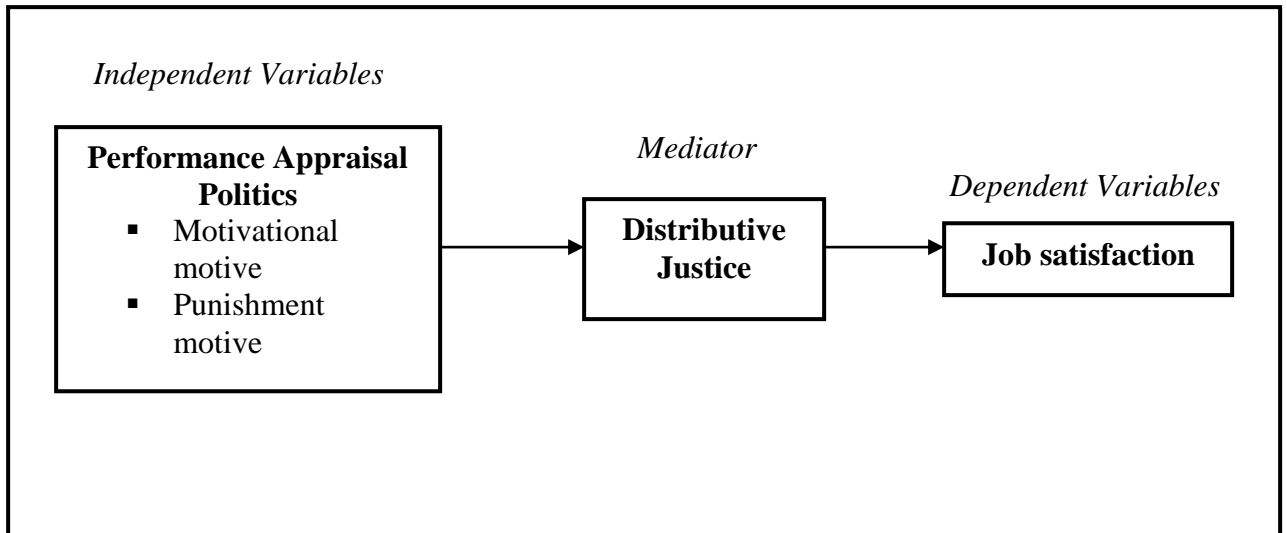 Independent Variables
Performance Appraisal
Politics
▪ Motivational
motive
▪ Punishment
motive
Mediator
Distributive
Justice
Dependent Variables
Job satisfaction